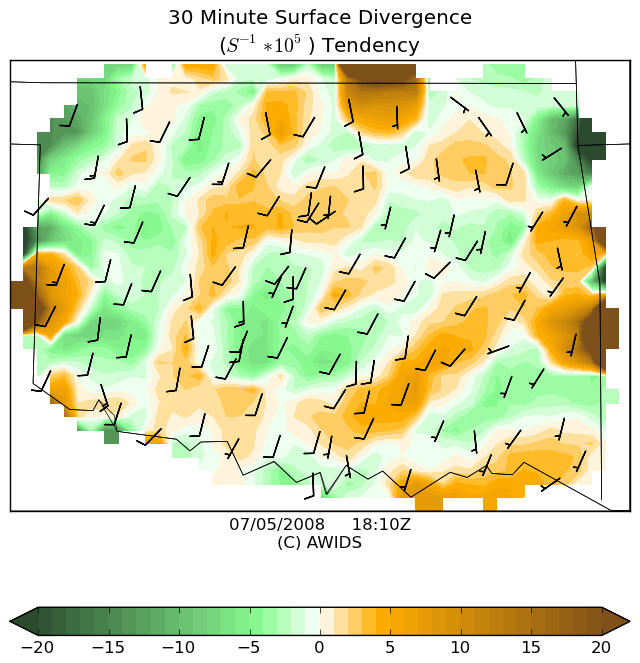 30 Minute Surface Divergence
(S⁻¹ * 10⁵ ) Tendency
07/05/2008 18:10Z
(C) AWIDS
−20 −15 −10 −5 0 5 10 15 20